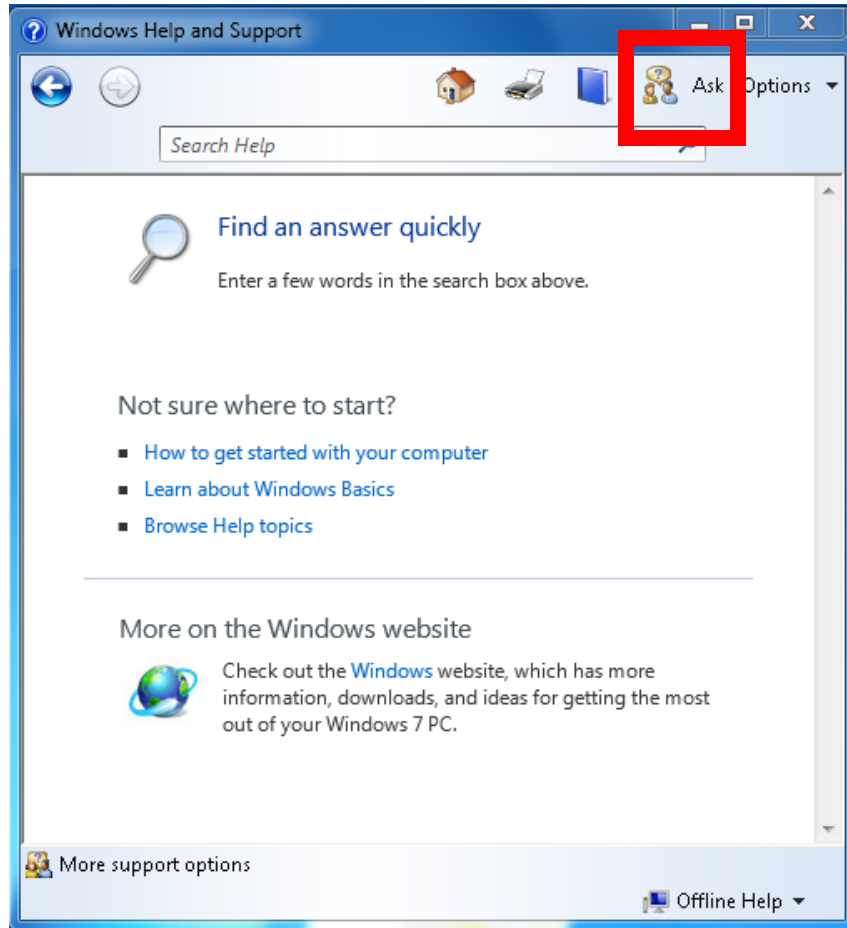 Windows Help and Support
Ask Options
Search Help
Find an answer quickly
Enter a few words in the search box above.
Not sure where to start?
How to get started with your computer
Learn about Windows Basics
Browse Help topics
More on the Windows website
Check out the Windows website, which has more
information, downloads, and ideas for getting the most
out of your Windows 7 PC.
More support options
Offline Help